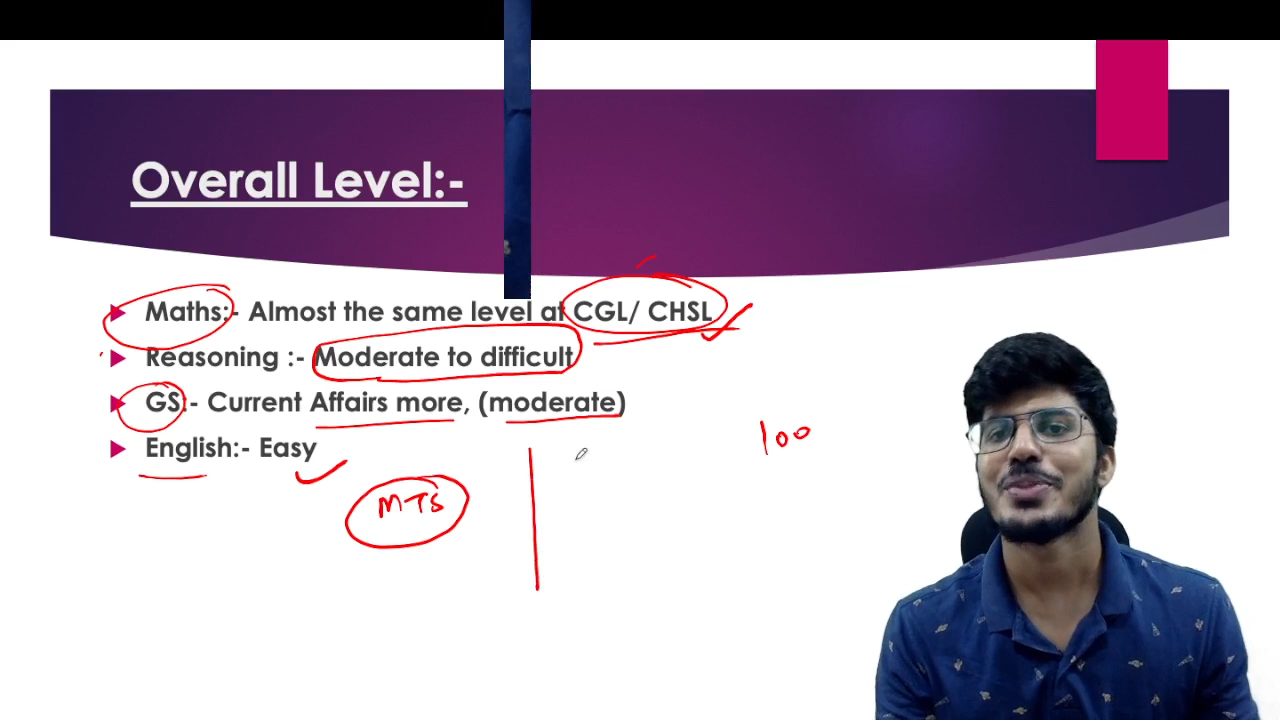 Overall Level:-
Maths:- Almost the same level at CGL/ CHSL
Reasoning :- Moderate to difficult
GS:- Current Affairs more, (moderate)
English:- Easy
100
MTS